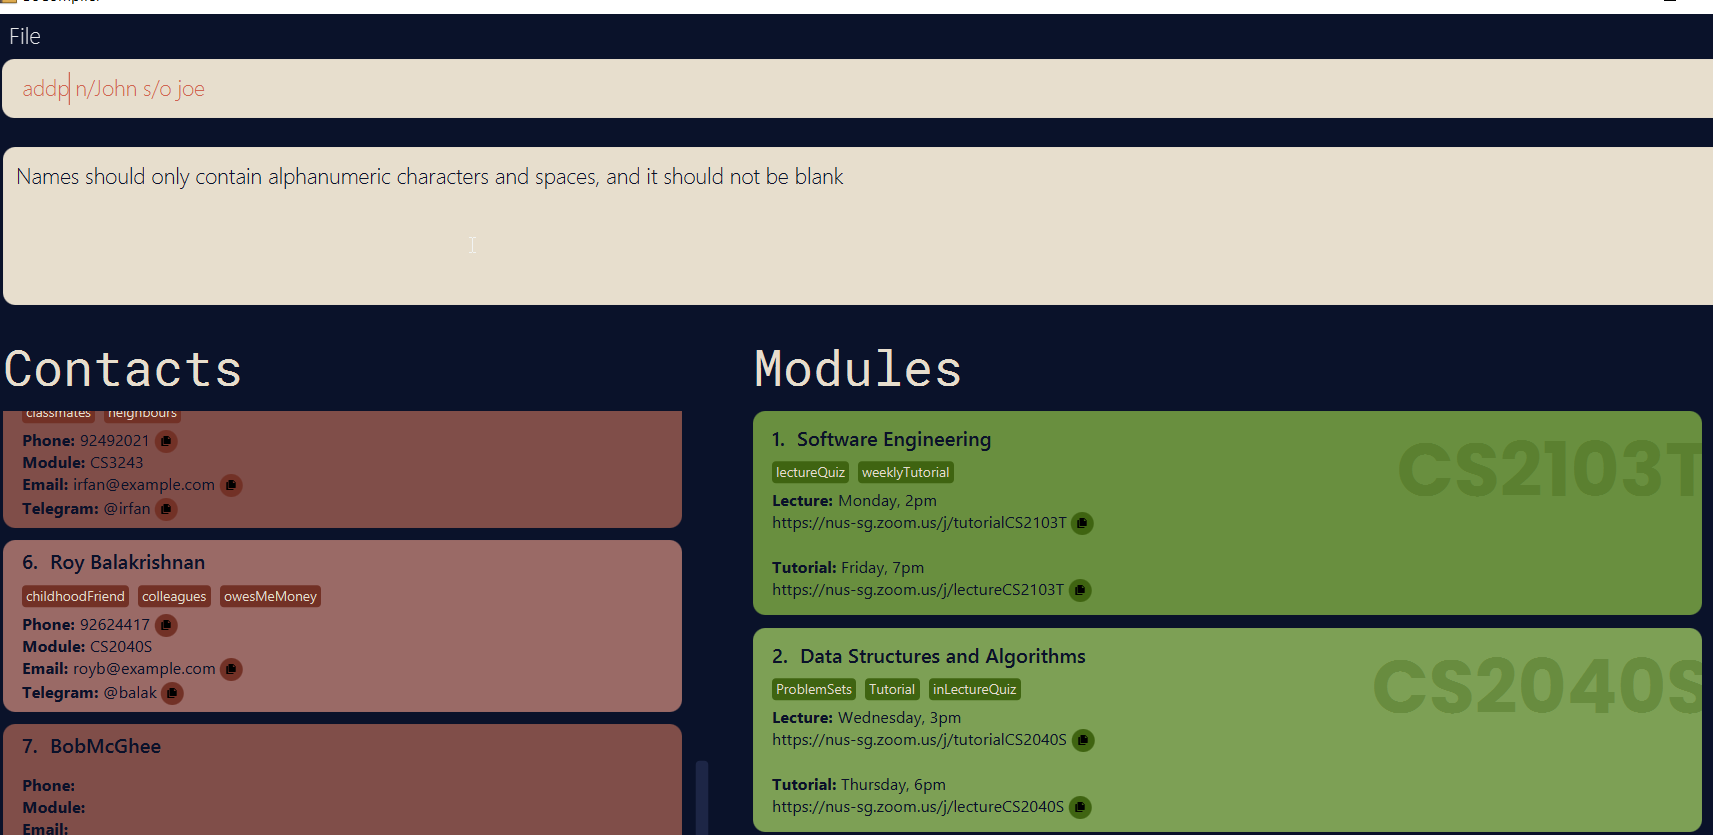 File
addp n/John s/o joe
Names should only contain alphanumeric characters and spaces, and it should not be blank
Contacts
classmates neighbours
Phone: 92492021
Module: CS3243
Email: irfan@example.com
Telegram: @irfan
6. Roy Balakrishnan
childhoodFriend colleagues owesMeMoney
Phone: 92624417
Module: CS2040S
Email: royb@example.com
Telegram: @balak
7. BobMcGhee
Phone:
Module:
Email:
Modules
1. Software Engineering
CS2103T
lectureQuiz weeklyTutorial
Lecture: Monday, 2pm
https://nus-sg.zoom.us/j/tutorialCS2103T
Tutorial: Friday, 7pm
https://nus-sg.zoom.us/j/lectureCS2103T
2. Data Structures and Algorithms
CS2040S
ProblemSets Tutorial inLectureQuiz
Lecture: Wednesday, 3pm
https://nus-sg.zoom.us/j/tutorialCS2040S
Tutorial: Thursday, 6pm
https://nus-sg.zoom.us/j/lectureCS2040S